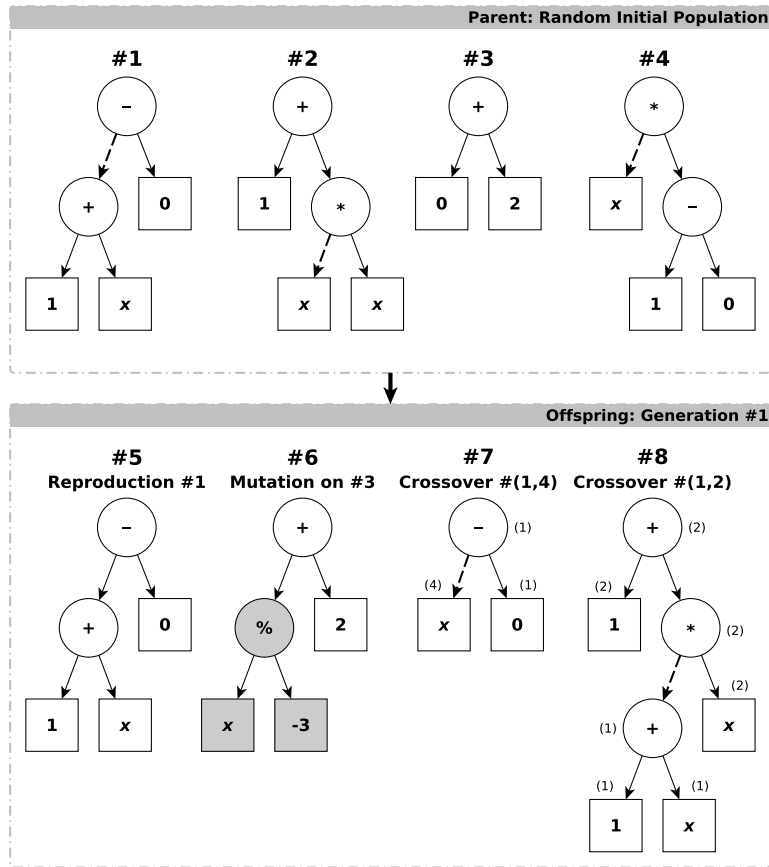 Parent: Random Initial Population
#1 #2 #3 #4
− + + *
+ 0 1 * 0 2 x −
1 x x x 1 0
Offspring: Generation #1
#5 #6 #7 #8
Reproduction #1 Mutation on #3 Crossover #(1,4) Crossover #(1,2)
− + − (1) + (2)
(4) (1) (2)
+ 0 % 2 x 0 1 * (2)
(2)
1 x x -3 (1) + x
(1) (1)
1 x